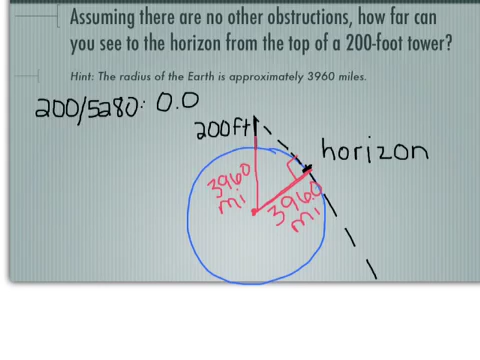 Assuming there are no other obstructions, how far can
you see to the horizon from the top of a 200-foot tower?
Hint: The radius of the Earth is approximately 3960 miles.
200/5280: 0.0
200ft
horizon
3960
mi
3960
mi